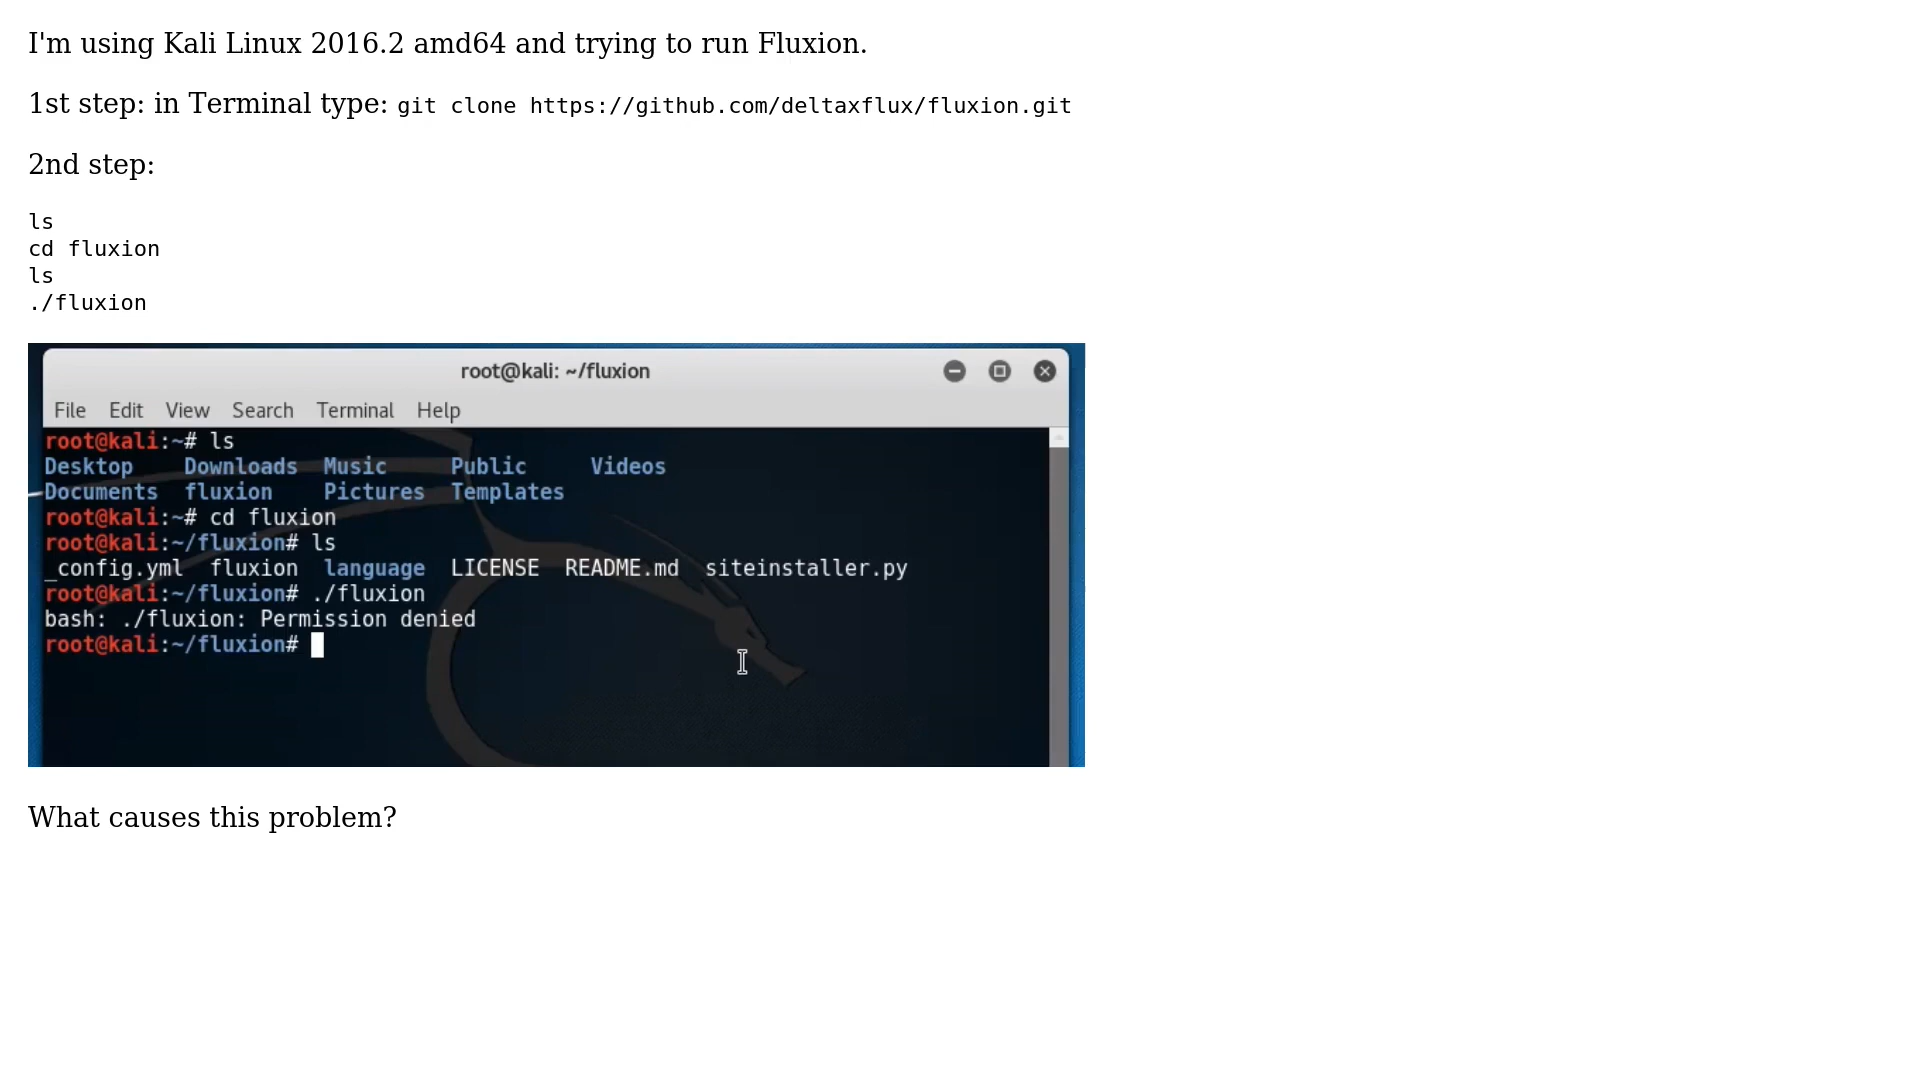 I'm using Kali Linux 2016.2 amd64 and trying to run Fluxion.
1st step: in Terminal type: git clone https://github.com/deltaxflux/fluxion.git
2nd step:
ls
cd fluxion
ls
./fluxion
root@kali: ~/fluxion
File Edit View Search Terminal Help
root@kali:~# ls
Desktop Downloads Music Public Videos
Documents fluxion Pictures Templates
root@kali:~# cd fluxion
root@kali:~/fluxion# ls
_config.yml fluxion language LICENSE README.md siteinstaller.py
root@kali:~/fluxion# ./fluxion
bash: ./fluxion: Permission denied
root@kali:~/fluxion#
What causes this problem?